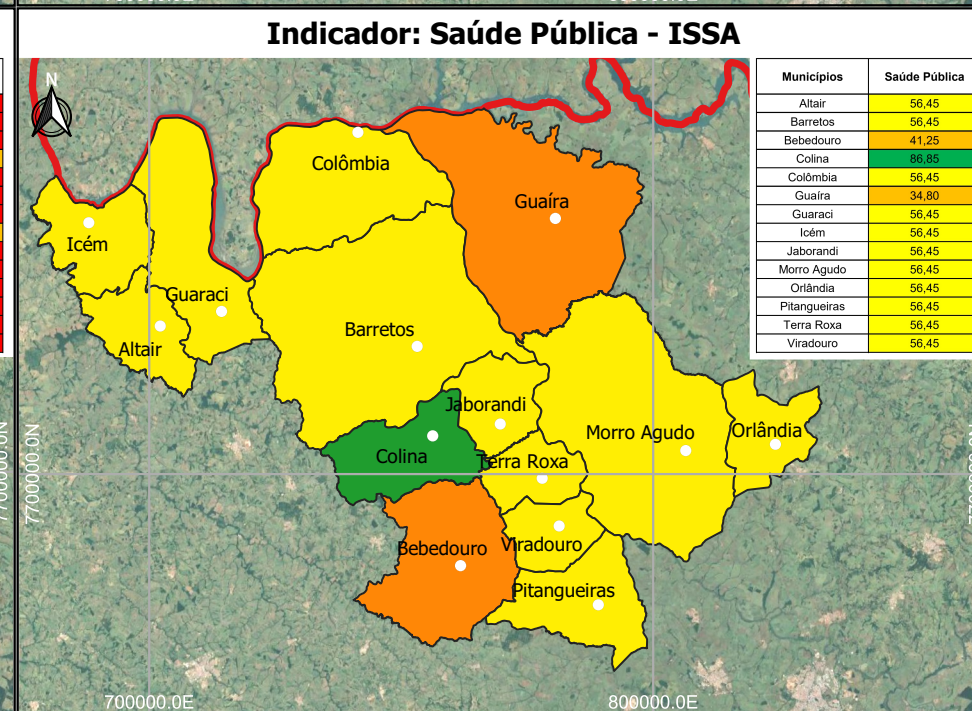 Indicador: Saúde Pública - ISSA
N
Municípios Saúde Pública
Altair 56,45
Barretos 56,45
Bebedouro 41,25
Colina 86,85
Colômbia 56,45
Guaíra 34,80
Guaraci 56,45
Icém 56,45
Jaborandi 56,45
Morro Agudo 56,45
Orlândia 56,45
Pitangueiras 56,45
Terra Roxa 56,45
Viradouro 56,45
Colômbia
Guaíra
Icém
Guaraci
Altair
Barretos
Jaborandi
Morro Agudo
Orlândia
Colina
Terra Roxa
Bebedouro
Viradouro
Pitangueiras
7700000.0N
700000.0E
800000.0E